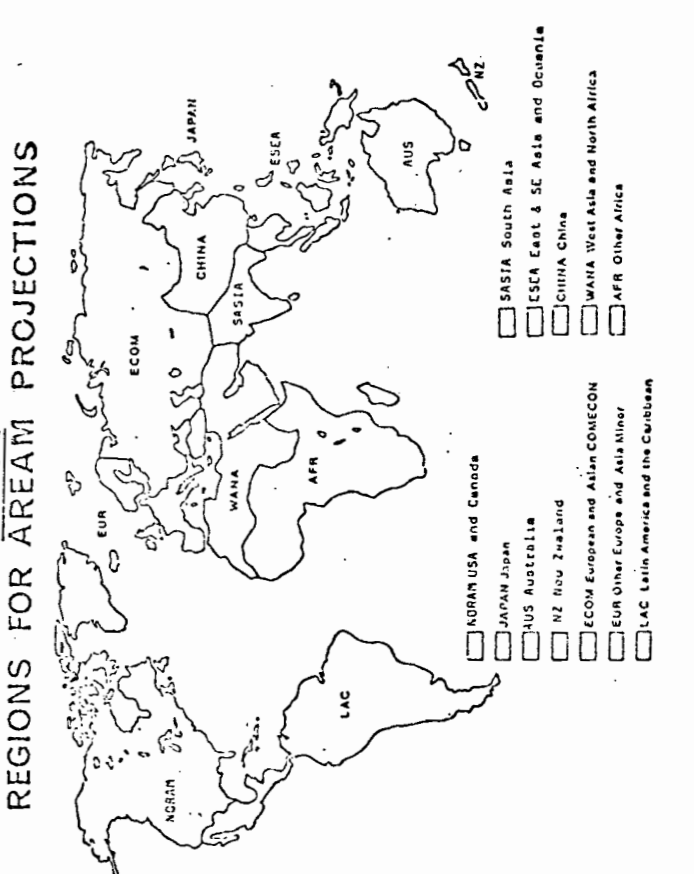 REGIONS FOR AREAM PROJECTIONS
NORAM
LAC
EUR
ECOM
WANA
AFR
CHINA
SASIA
JAPAN
ESEA
AUS
NZ
NORAM USA and Canada
JAPAN Japan
AUS Australia
NZ New Zealand
ECOM European and Asian COMECON
EUR Other Europe and Asia Minor
LAC Latin America and the Caribbean
SASIA South Asia
ESEA East & SE Asia and Oceania
CHINA China
WANA West Asia and North Africa
AFR Other Africa